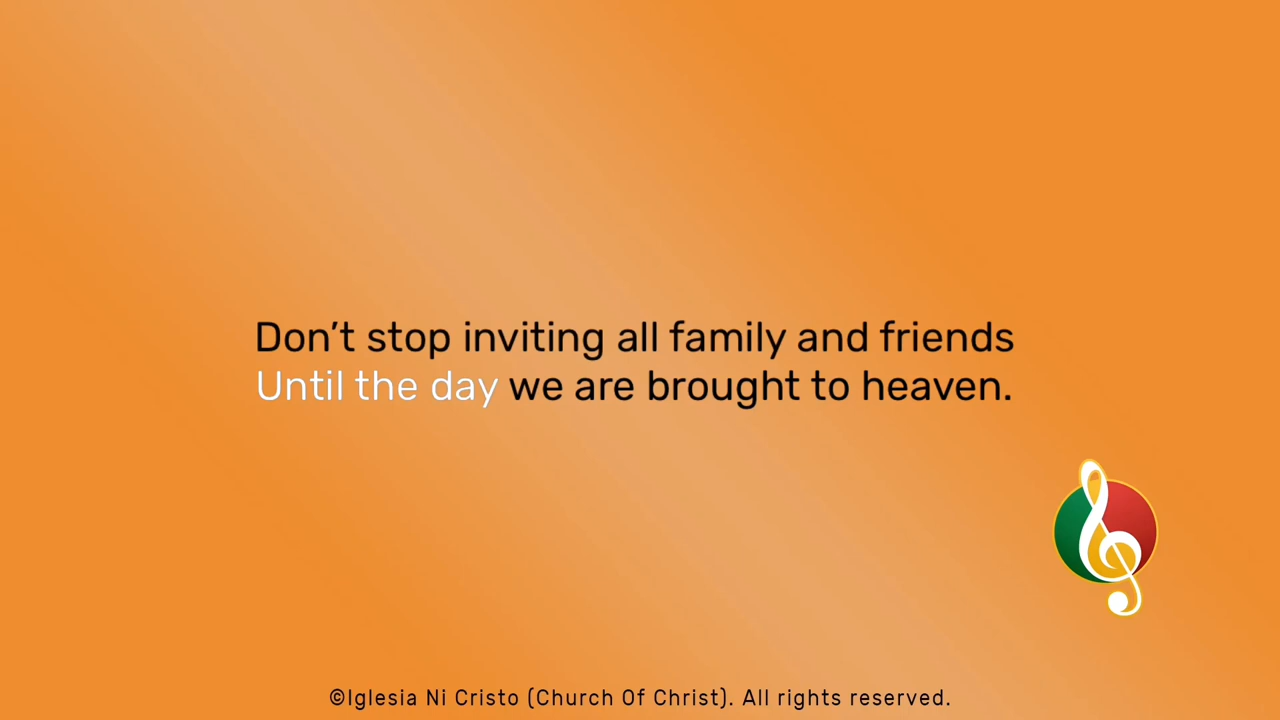 Don’t stop inviting all family and friends
Until the day we are brought to heaven.
©Iglesia Ni Cristo (Church Of Christ). All rights reserved.